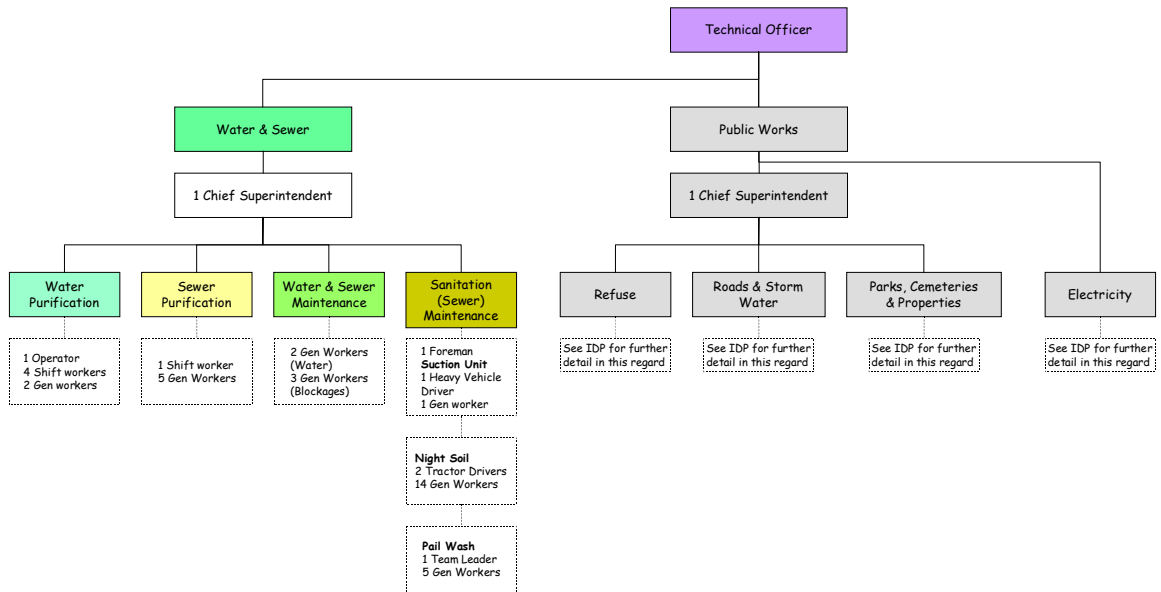 Technical Officer
Water & Sewer
Public Works
1 Chief Superintendent
1 Chief Superintendent
Water
Purification
Sewer
Purification
Water & Sewer
Maintenance
Sanitation
(Sewer)
Maintenance
Refuse
Roads & Storm
Water
Parks, Cemeteries
& Properties
Electricity
1 Operator
4 Shift workers
2 Gen workers
1 Shift worker
5 Gen Workers
2 Gen Workers
(Water)
3 Gen Workers
(Blockages)
1 Foreman
Suction Unit
1 Heavy Vehicle
Driver
1 Gen worker
See IDP for further
detail in this regard
See IDP for further
detail in this regard
See IDP for further
detail in this regard
See IDP for further
detail in this regard
Night Soil
2 Tractor Drivers
14 Gen Workers
Pail Wash
1 Team Leader
5 Gen Workers